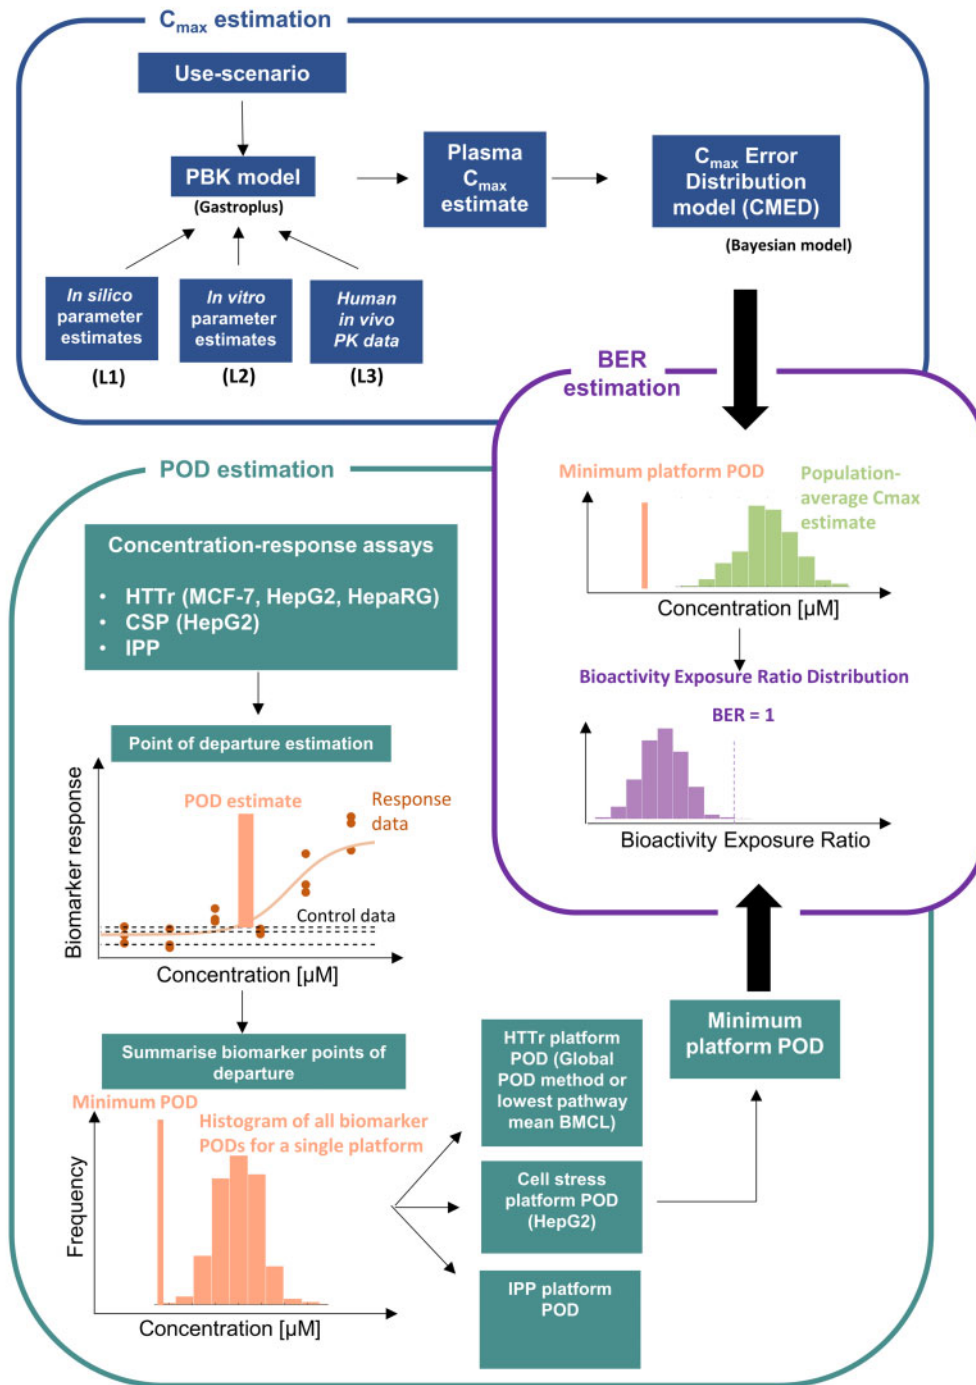 C_max estimation
Use-scenario
PBK model
(Gastroplus)
Plasma
C_max
estimate
C_max Error
Distribution
model (CMED)
(Bayesian model)
In silico
parameter
estimates
(L1)
In vitro
parameter
estimates
(L2)
Human
in vivo
PK data
(L3)
BER
estimation
Minimum platform POD
Population-
average Cmax
estimate
Concentration [µM]
Bioactivity Exposure Ratio Distribution
BER = 1
Bioactivity Exposure Ratio
POD estimation
Concentration-response assays
• HTTr (MCF-7, HepG2, HepaRG)
• CSP (HepG2)
• IPP
Point of departure estimation
Biomarker response
POD estimate
Response
data
Control data
Concentration [µM]
Summarise biomarker points of
departure
Minimum POD
Histogram of all biomarker
PODs for a single platform
Frequency
Concentration [µM]
HTTr platform
POD (Global
POD method or
lowest pathway
mean BMCL)
Cell stress
platform POD
(HepG2)
IPP platform
POD
Minimum
platform POD